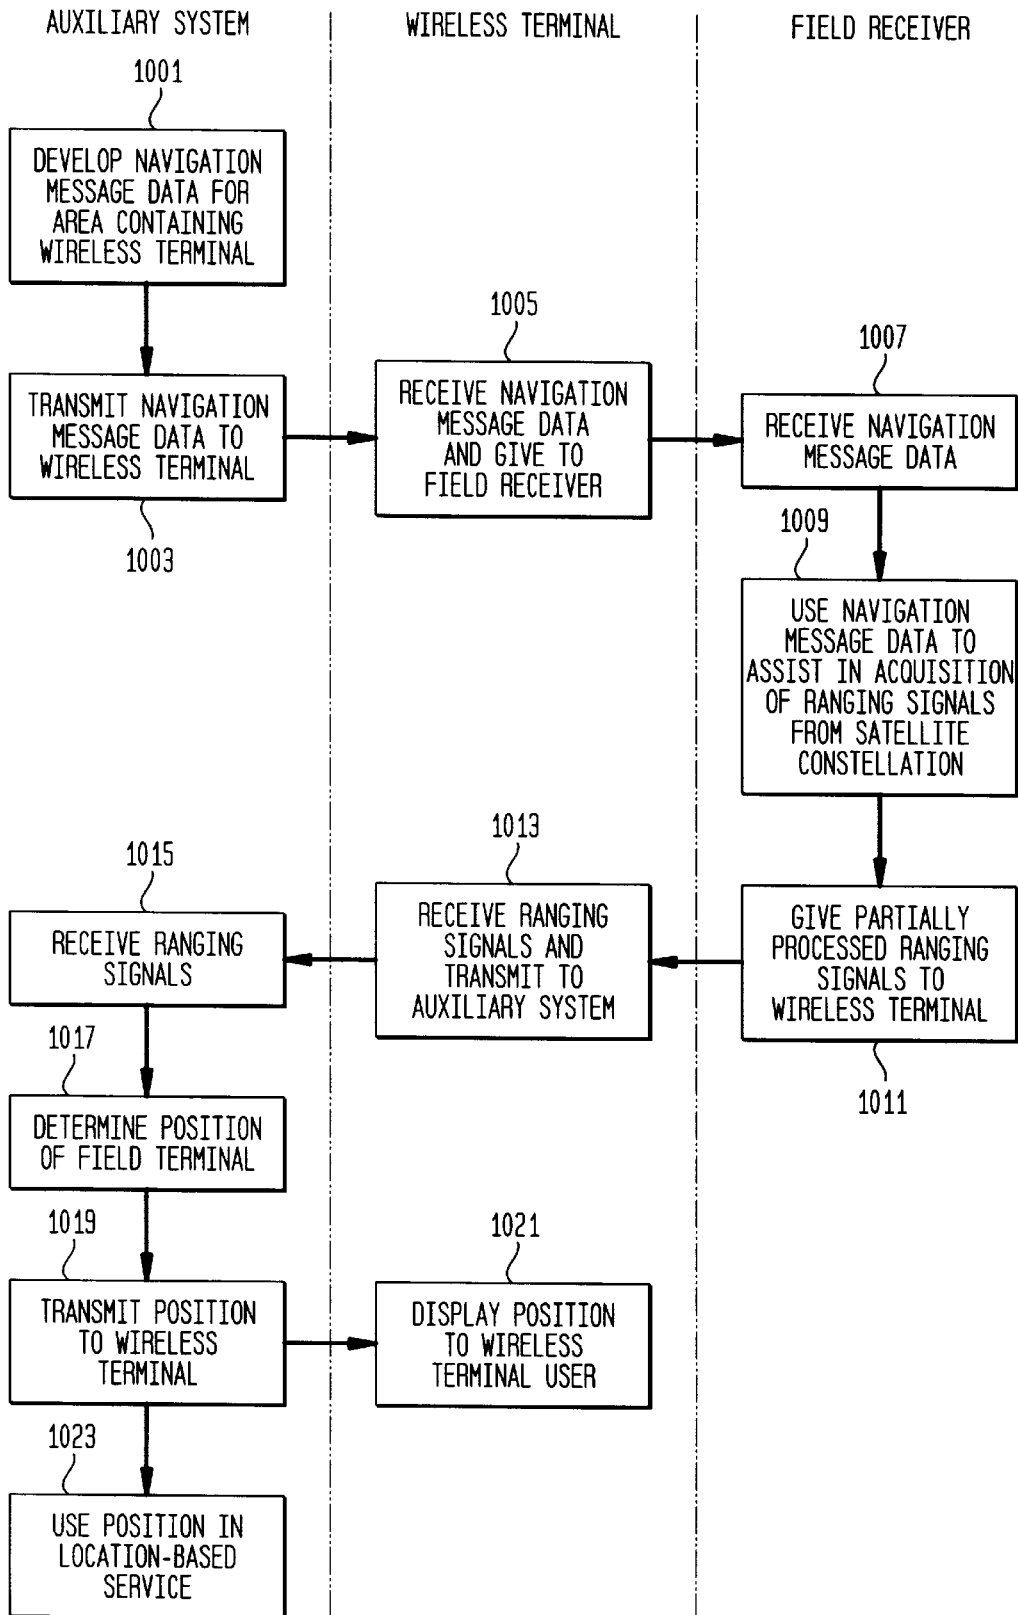 AUXILIARY SYSTEM
WIRELESS TERMINAL
FIELD RECEIVER
1001
DEVELOP NAVIGATION
MESSAGE DATA FOR
AREA CONTAINING
WIRELESS TERMINAL
TRANSMIT NAVIGATION
MESSAGE DATA TO
WIRELESS TERMINAL
1003
1005
RECEIVE NAVIGATION
MESSAGE DATA
AND GIVE TO
FIELD RECEIVER
1007
RECEIVE NAVIGATION
MESSAGE DATA
1009
USE NAVIGATION
MESSAGE DATA TO
ASSIST IN ACQUISITION
OF RANGING SIGNALS
FROM SATELLITE
CONSTELLATION
GIVE PARTIALLY
PROCESSED RANGING
SIGNALS TO
WIRELESS TERMINAL
1011
1013
RECEIVE RANGING
SIGNALS AND
TRANSMIT TO
AUXILIARY SYSTEM
1015
RECEIVE RANGING
SIGNALS
1017
DETERMINE POSITION
OF FIELD TERMINAL
1019
TRANSMIT POSITION
TO WIRELESS
TERMINAL
1021
DISPLAY POSITION
TO WIRELESS
TERMINAL USER
1023
USE POSITION IN
LOCATION-BASED
SERVICE